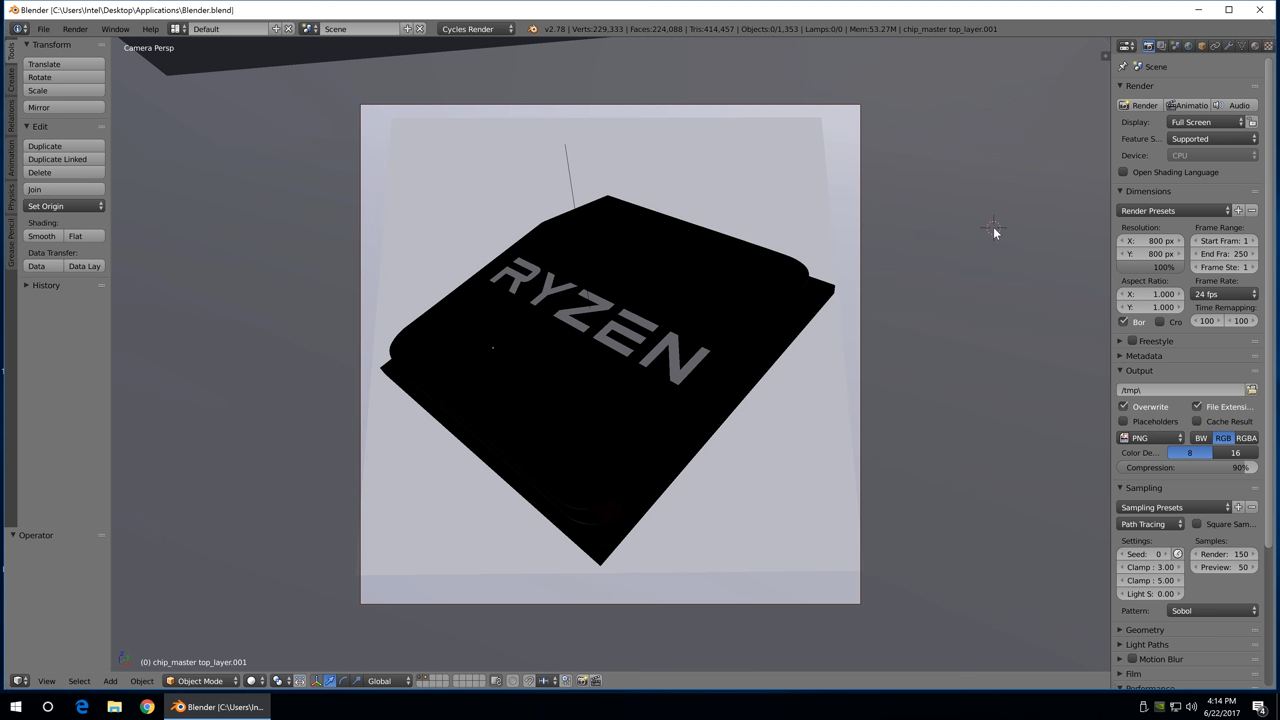 Blender [C:\Users\Intel\Desktop\Applications\Blender.blend]
File Render Window Help Default Scene Cycles Render v2.78 | Verts:229,333 | Faces:224,088 | Tris:414,457 | Objects:0/1,353 | Lamps:0/0 | Mem:53.27M | chip_master top_layer.001
Tools
Create
Relations
Animation
Physics
Grease Pencil
Transform
Translate
Rotate
Scale
Mirror
Edit
Duplicate
Duplicate Linked
Delete
Join
Set Origin
Shading:
Smooth Flat
Data Transfer:
Data Data Lay
History
Operator
Camera Persp
RYZEN
(0) chip_master top_layer.001
View Select Add Object Object Mode Global
Scene
Render
Render Animatio Audio
Display: Full Screen
Feature S... Supported
Device: CPU
Open Shading Language
Dimensions
Render Presets
Resolution: Frame Range:
X: 800 px Start Fram: 1
Y: 800 px End Fra: 250
100% Frame Ste: 1
Aspect Ratio: Frame Rate:
X: 1.000 24 fps
Y: 1.000 Time Remapping:
Bor Cro 100 100
Freestyle
Metadata
Output
/tmp\
Overwrite File Extensi...
Placeholders Cache Result
PNG BW RGB RGBA
Color De... 8 16
Compression: 90%
Sampling
Sampling Presets
Path Tracing Square Sam...
Settings: Samples:
Seed: 0 Render: 150
Clamp : 3.00 Preview: 50
Clamp : 5.00
Light S: 0.00
Pattern: Sobol
Geometry
Light Paths
Motion Blur
Film
Performance
Blender [C:\Users\In...
4:14 PM
6/22/2017
4